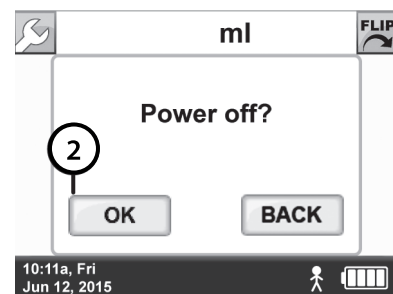 ml
FLIP
Power off?
2
OK
BACK
10:11a, Fri
Jun 12, 2015